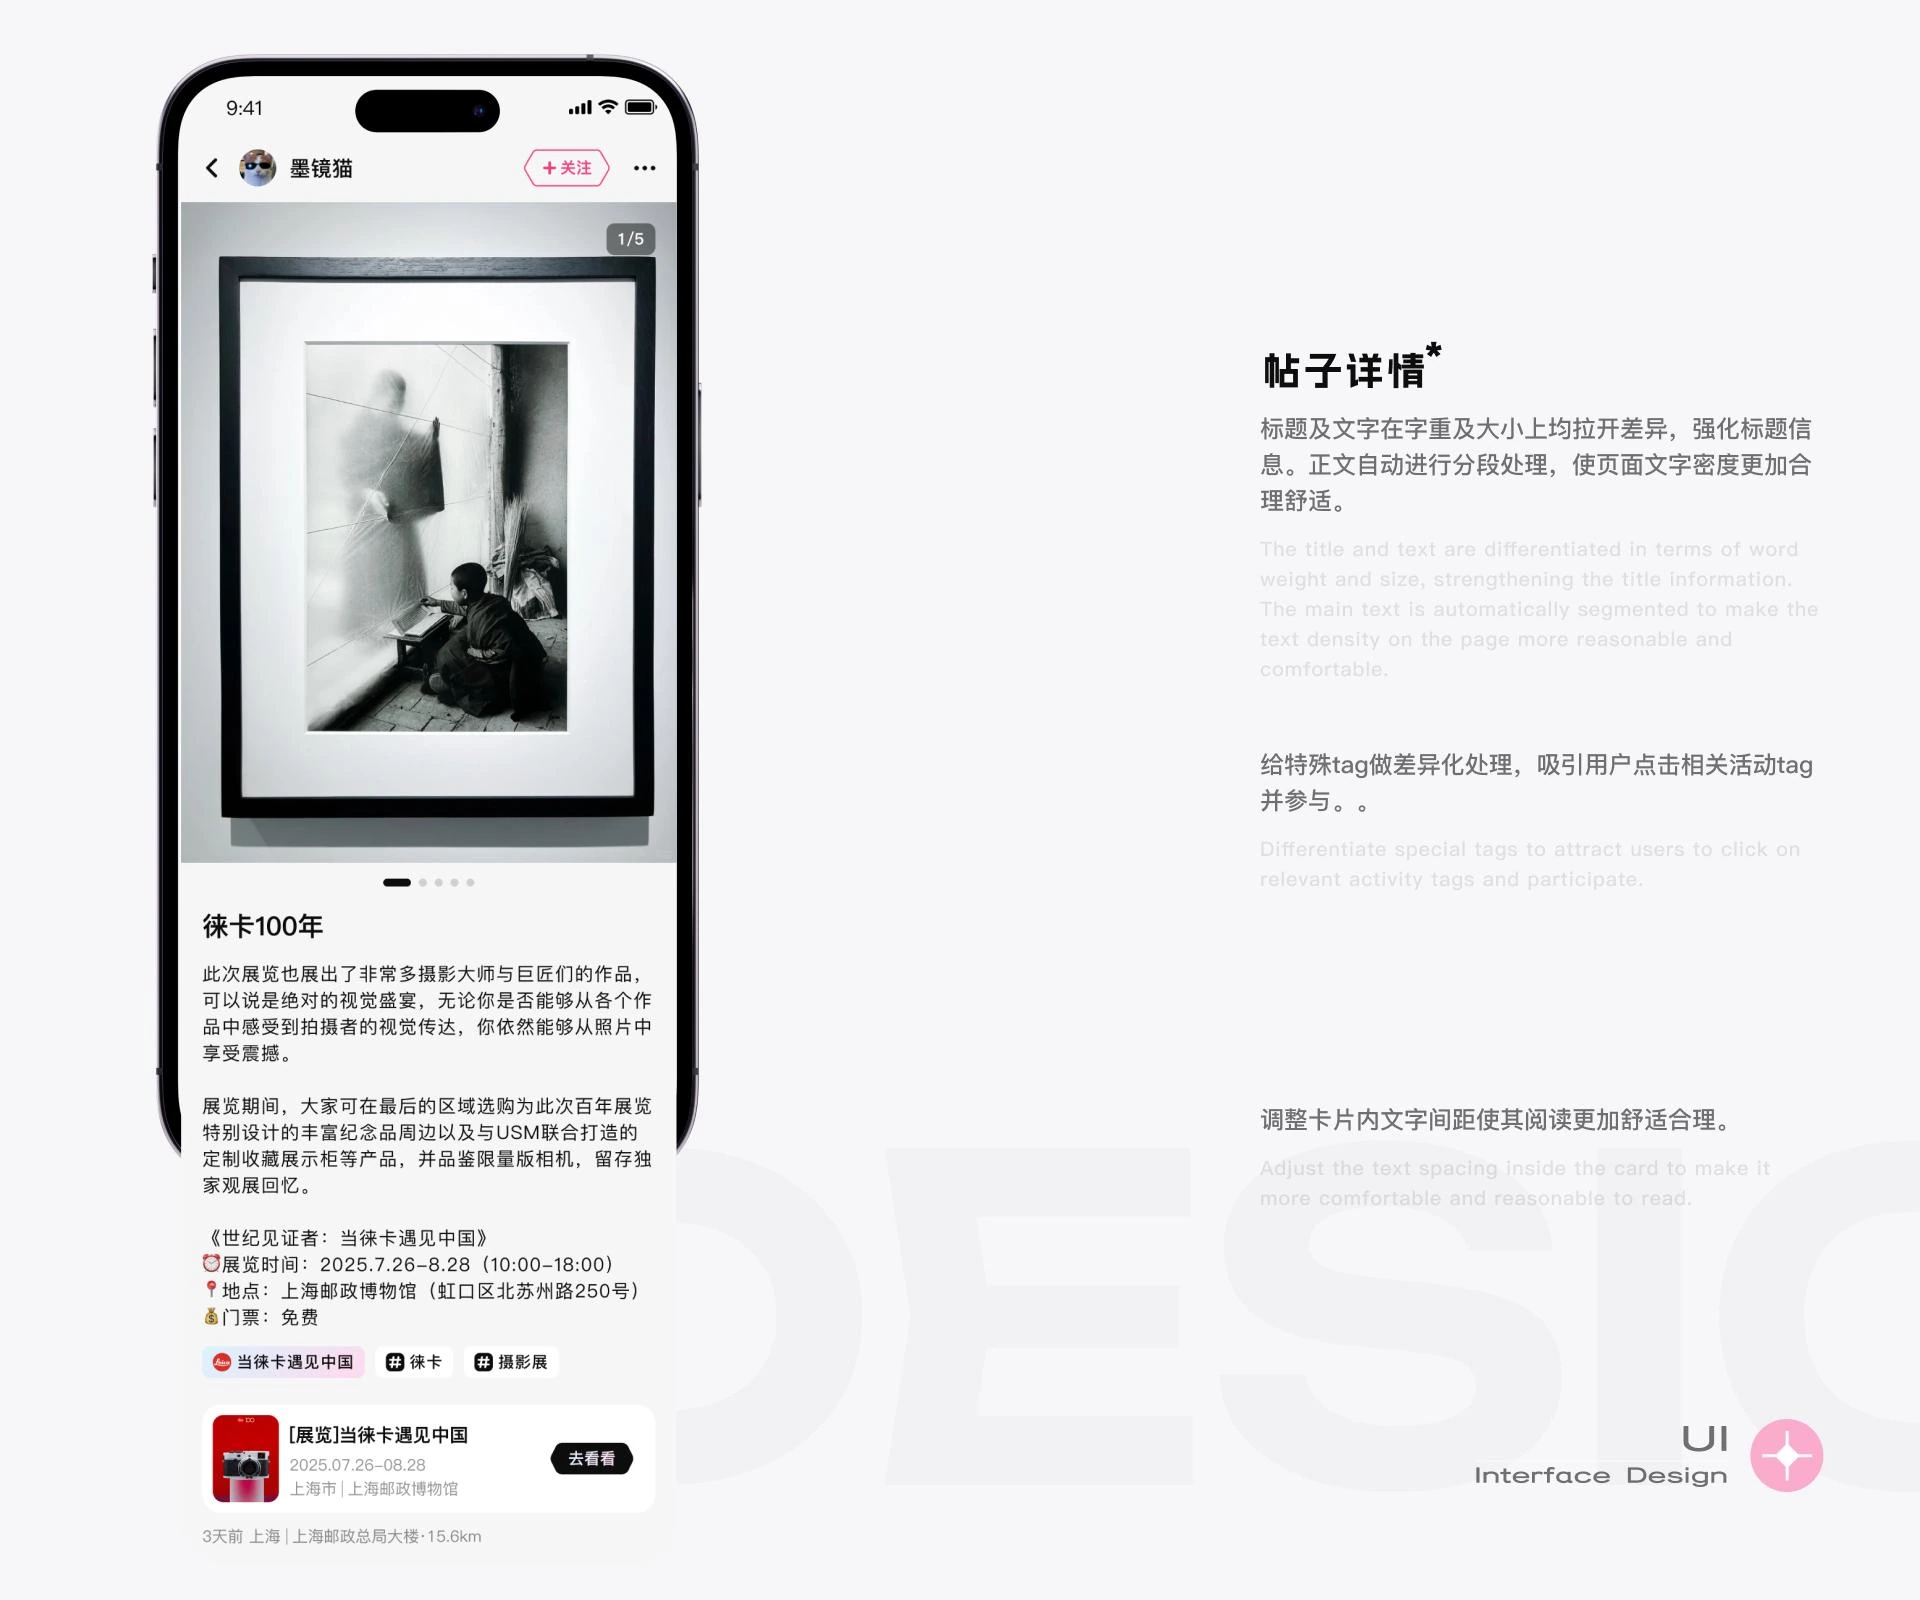 9:41
墨镜猫
+关注
1/5
徕卡100年
此次展览也展出了非常多摄影大师与巨匠们的作品，
可以说是绝对的视觉盛宴，无论你是否能够从各个作
品中感受到拍摄者的视觉传达，你依然能够从照片中
享受震撼。
展览期间，大家可在最后的区域选购为此次百年展览
特别设计的丰富纪念品周边以及与USM联合打造的
定制收藏展示柜等产品，并品鉴限量版相机，留存独
家观展回忆。
《世纪见证者：当徕卡遇见中国》
⏰展览时间：2025.7.26–8.28（10:00–18:00）
📍地点：上海邮政博物馆（虹口区北苏州路250号）
💰门票：免费
Leica 当徕卡遇见中国
# 徕卡
# 摄影展
[展览]当徕卡遇见中国
2025.07.26–08.28
上海市 | 上海邮政博物馆
去看看
3天前 上海 | 上海邮政总局大楼·15.6km
帖子详情*
标题及文字在字重及大小上均拉开差异，强化标题信
息。正文自动进行分段处理，使页面文字密度更加合
理舒适。
The title and text are differentiated in terms of word
weight and size, strengthening the title information.
The main text is automatically segmented to make the
text density on the page more reasonable and
comfortable.
给特殊tag做差异化处理，吸引用户点击相关活动tag
并参与。。
Differentiate special tags to attract users to click on
relevant activity tags and participate.
调整卡片内文字间距使其阅读更加舒适合理。
Adjust the text spacing inside the card to make it
more comfortable and reasonable to read.
DESIG
UI
Interface Design